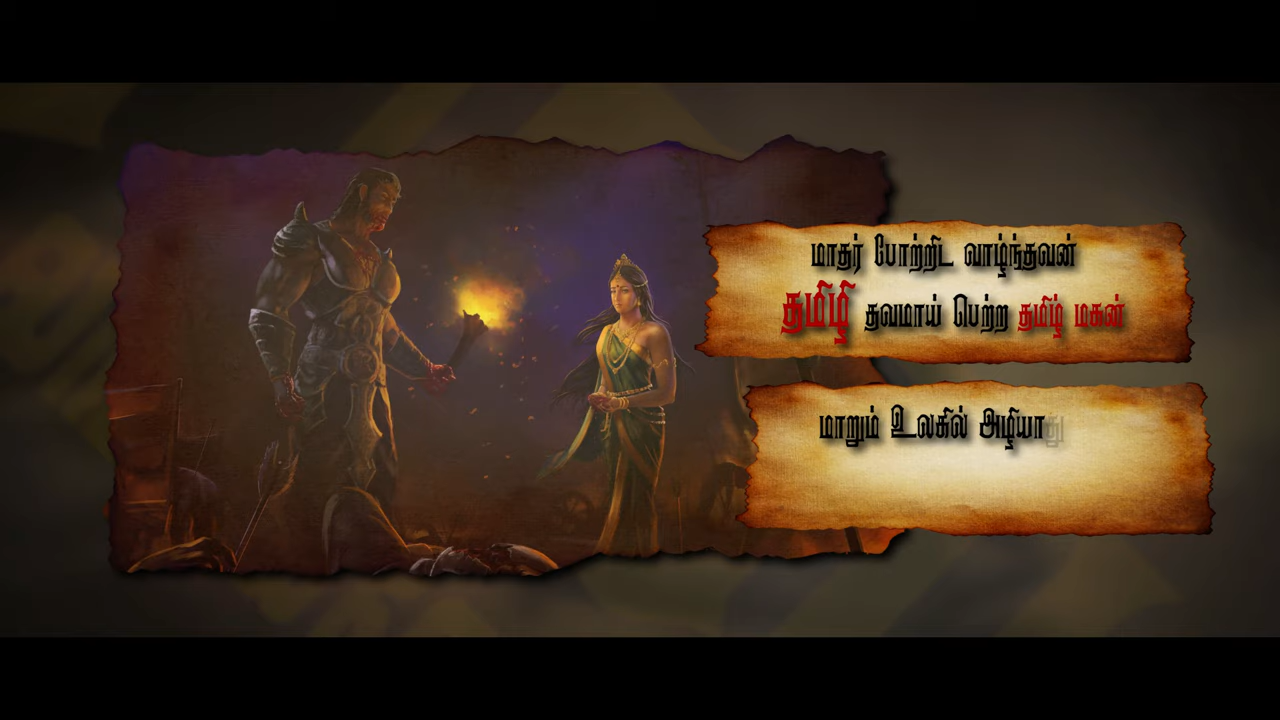 மாதர் போற்றிட வாழ்ந்தவன்
தமிழி தவமாய் பெற்ற தமிழ் மகன்
மாறும் உலகில் அழியாது